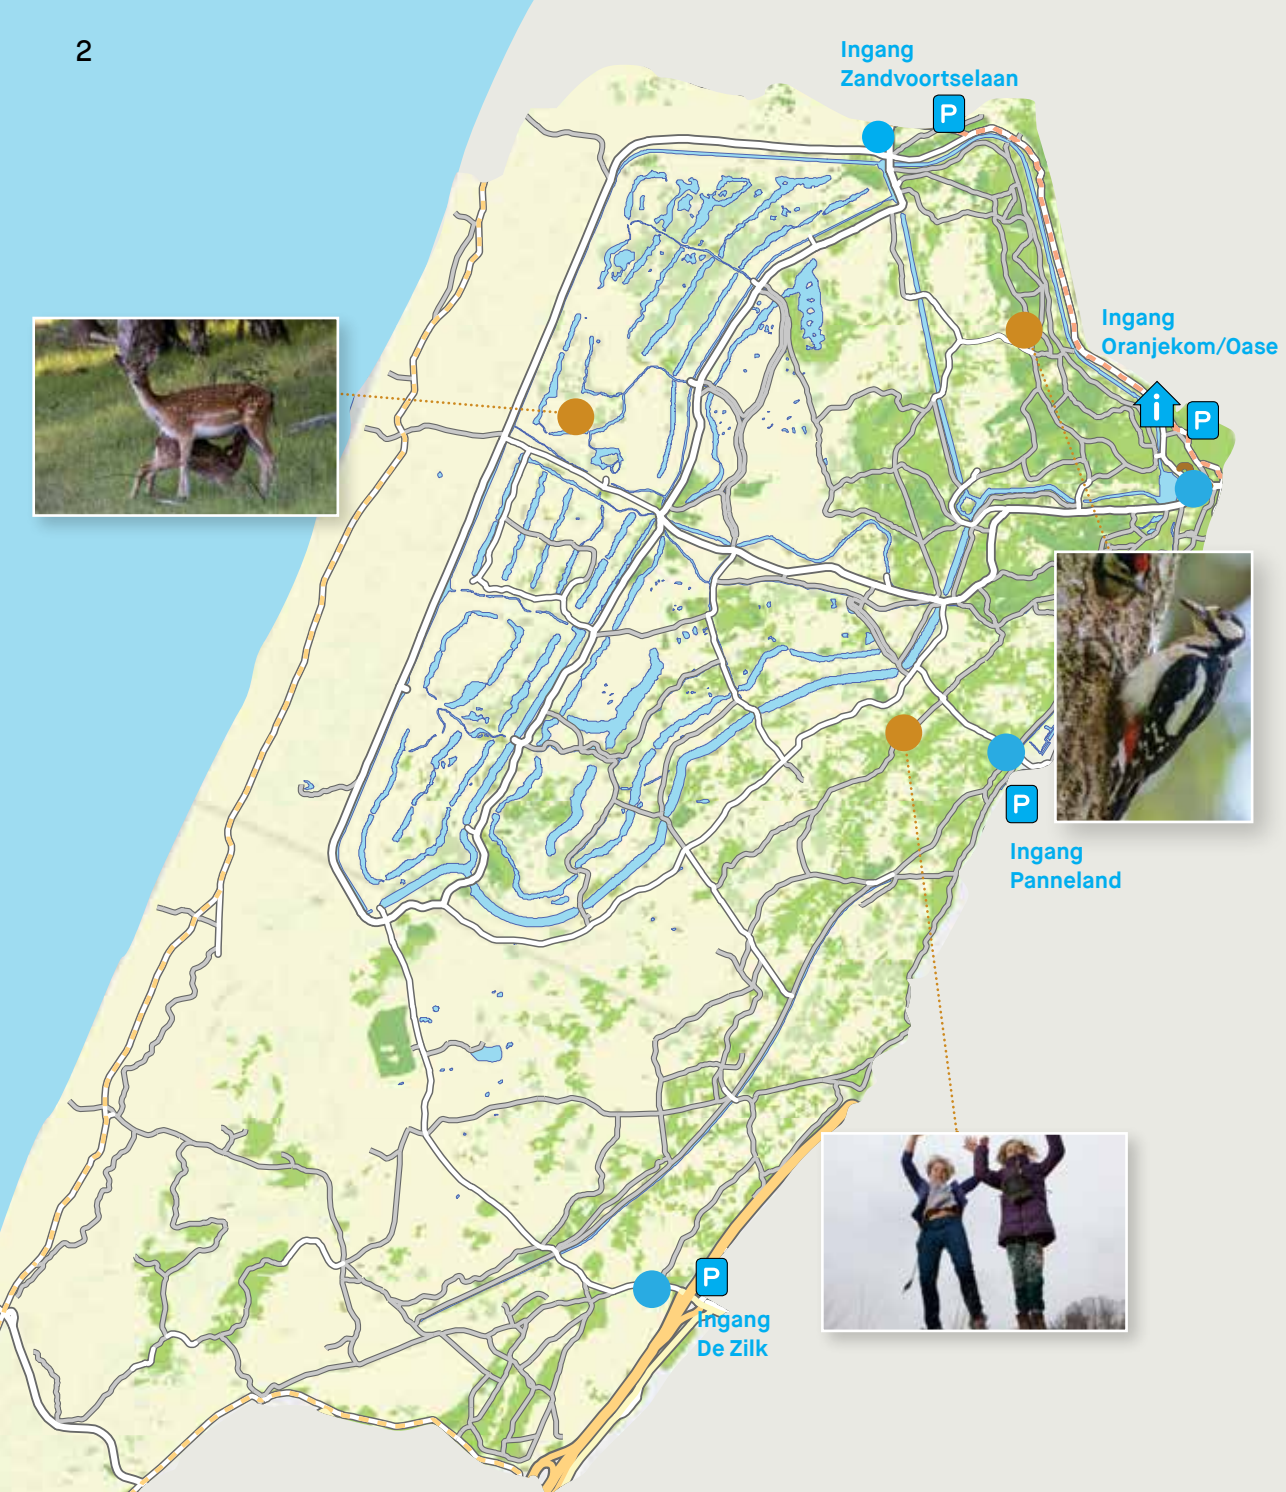 2
Ingang
Zandvoortselaan
P
Ingang
Oranjekom/Oase
i
P
P
Ingang
Panneland
P
Ingang
De Zilk